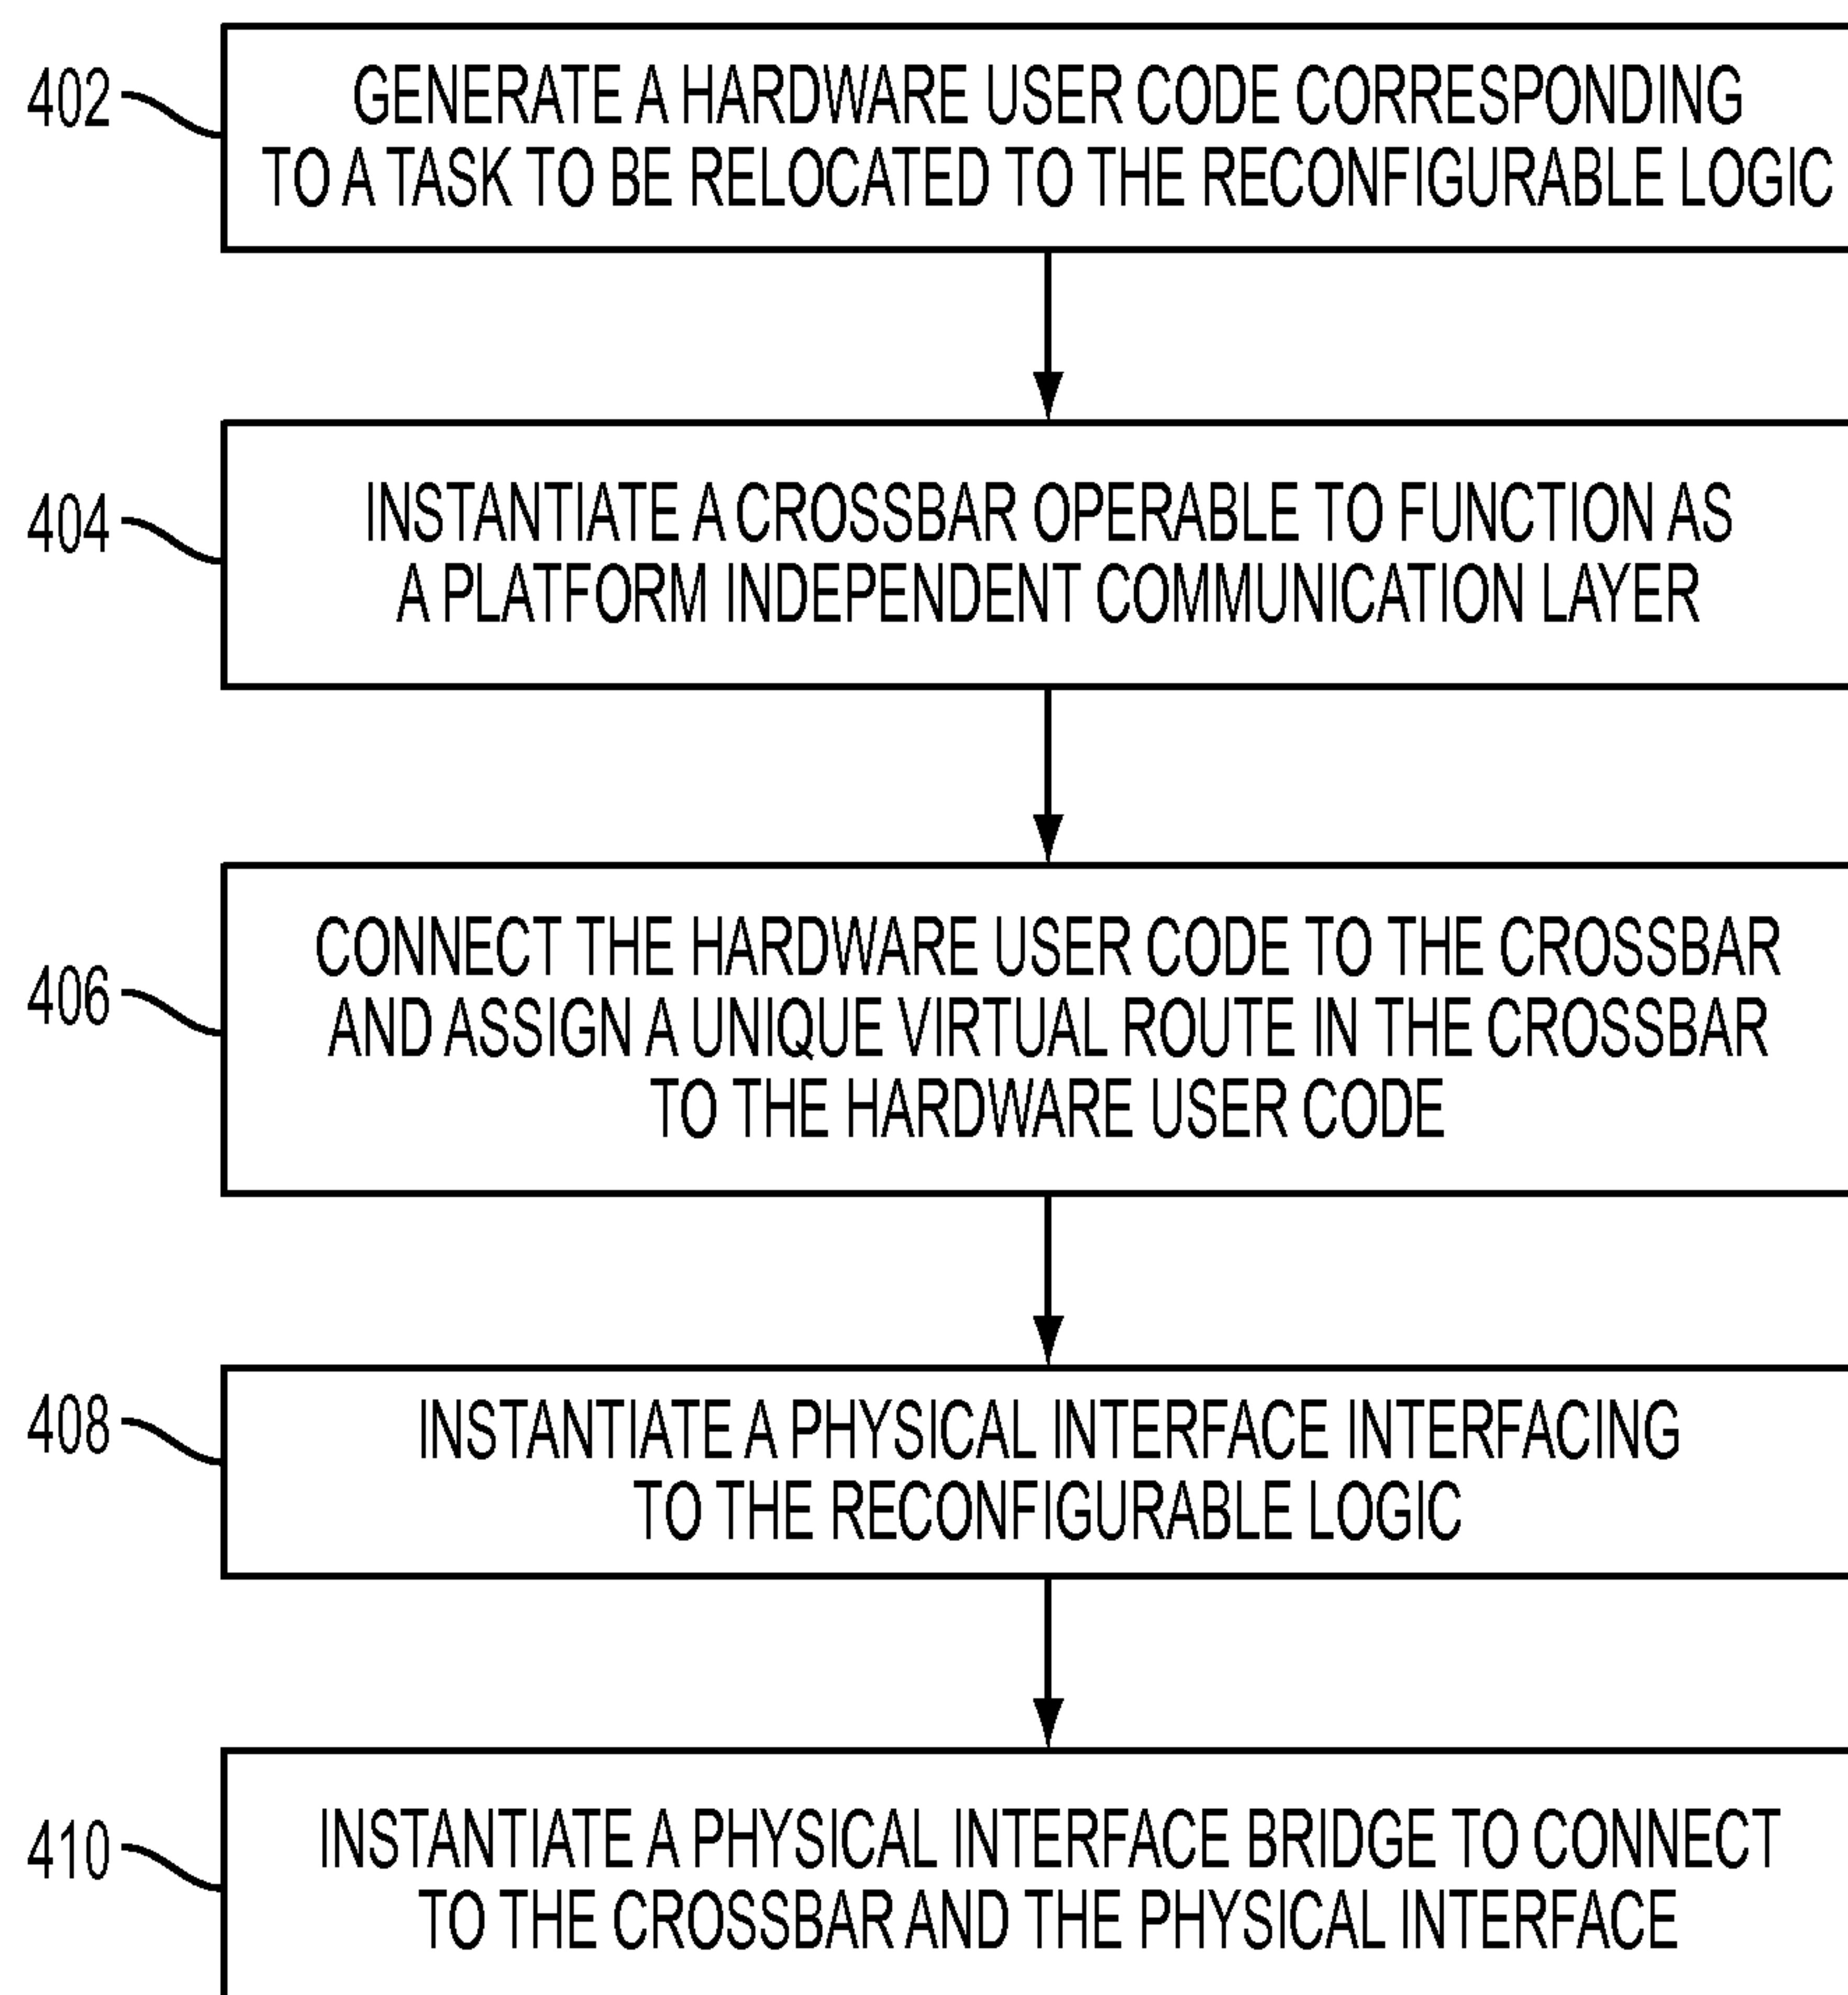 402
GENERATE A HARDWARE USER CODE CORRESPONDING
TO A TASK TO BE RELOCATED TO THE RECONFIGURABLE LOGIC
404
INSTANTIATE A CROSSBAR OPERABLE TO FUNCTION AS
A PLATFORM INDEPENDENT COMMUNICATION LAYER
406
CONNECT THE HARDWARE USER CODE TO THE CROSSBAR
AND ASSIGN A UNIQUE VIRTUAL ROUTE IN THE CROSSBAR
TO THE HARDWARE USER CODE
408
INSTANTIATE A PHYSICAL INTERFACE INTERFACING
TO THE RECONFIGURABLE LOGIC
410
INSTANTIATE A PHYSICAL INTERFACE BRIDGE TO CONNECT
TO THE CROSSBAR AND THE PHYSICAL INTERFACE